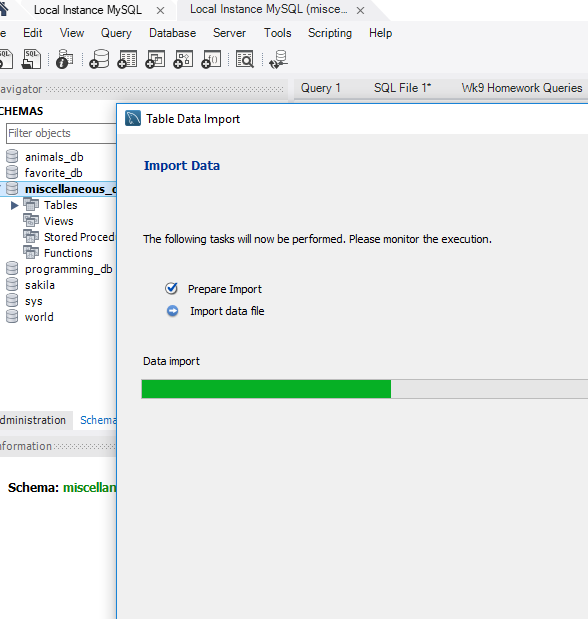 Local Instance MySQL
Local Instance MySQL (misce...
Edit View Query Database Server Tools Scripting Help
Query 1 SQL File 1* Wk9 Homework Queries
avigator
CHEMAS
Filter objects
animals_db
favorite_db
miscellaneous_d
Tables
Views
Stored Proced
Functions
programming_db
sakila
sys
world
dministration Schema
nformation
Schema: miscellan
Table Data Import
Import Data
The following tasks will now be performed. Please monitor the execution.
Prepare Import
Import data file
Data import